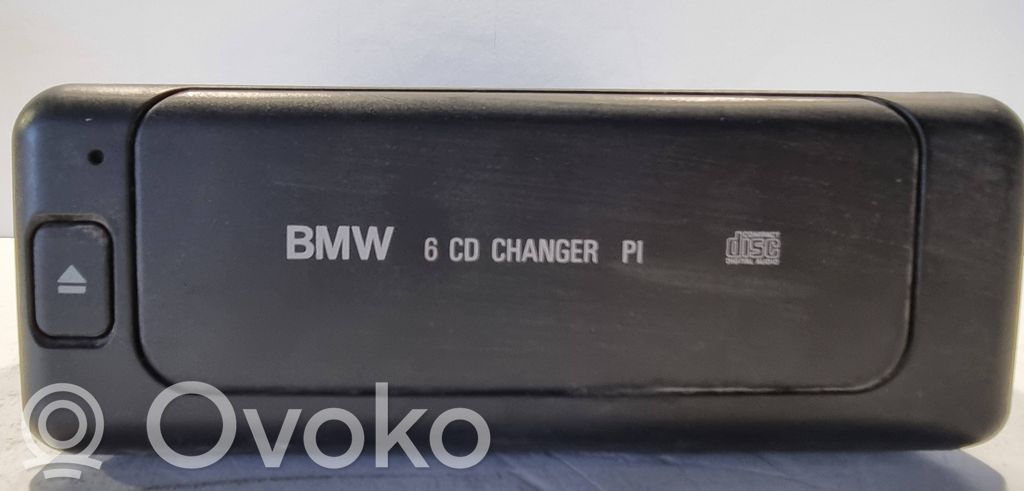 BMW 6 CD CHANGER PI
COMPACT
disc
DIGITAL AUDIO
Ovoko